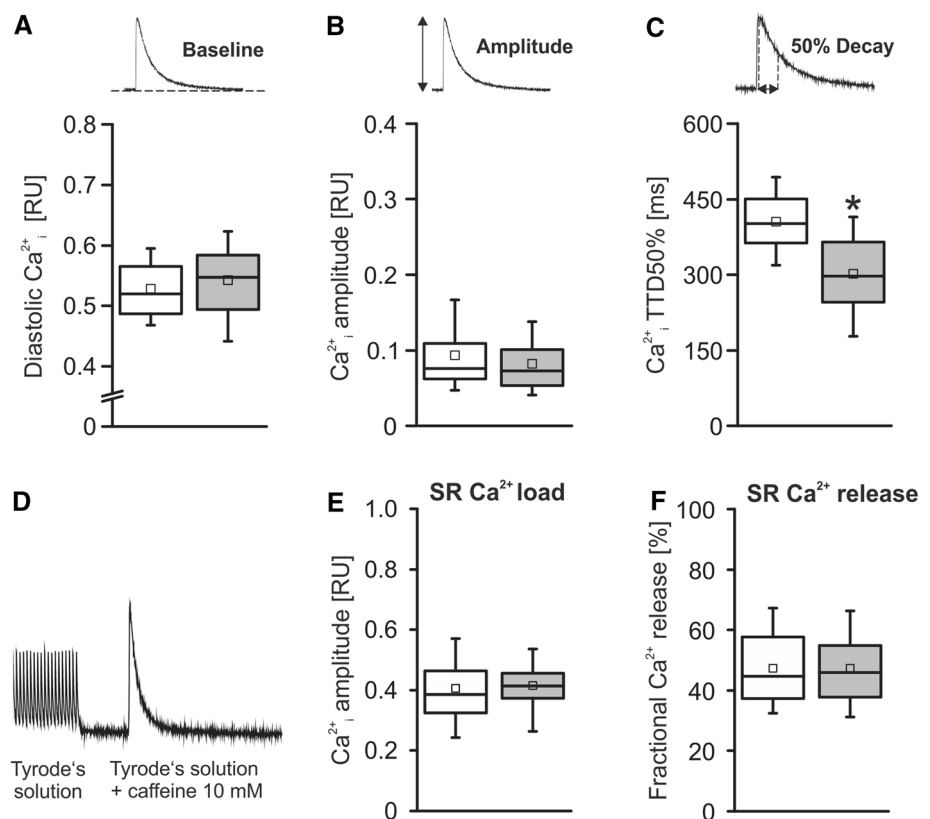 A
Baseline
Diastolic Ca²⁺ᵢ [RU]
0.8
0.7
0.6
0.5
0.4
0
B
Amplitude
Ca²⁺ᵢ amplitude [RU]
0.4
0.3
0.2
0.1
0
C
50% Decay
Ca²⁺ᵢ TTD50% [ms]
600
450
300
150
0
*
D
Tyrode‘s
solution
Tyrode‘s solution
+ caffeine 10 mM
E
SR Ca²⁺ load
Ca²⁺ᵢ amplitude [RU]
1.0
0.8
0.6
0.4
0.2
0
F
SR Ca²⁺ release
Fractional Ca²⁺ release [%]
100
80
60
40
20
0